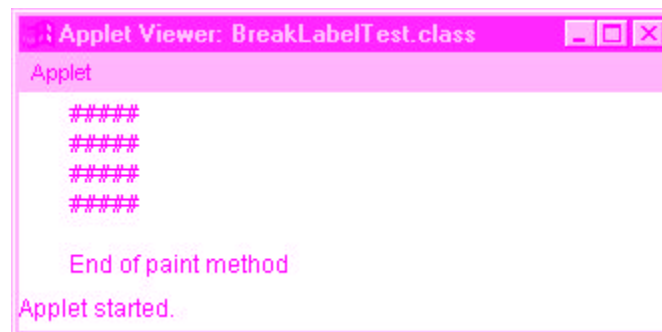 Applet Viewer: BreakLabelTest.class
Applet
#####
#####
#####
#####
End of paint method
Applet started.